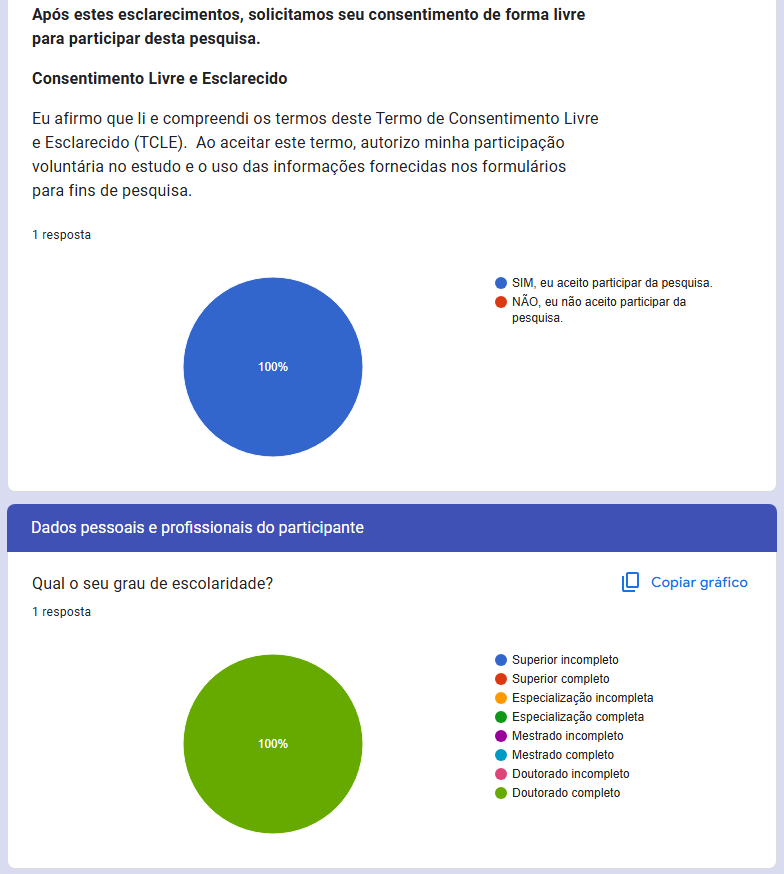 Após estes esclarecimentos, solicitamos seu consentimento de forma livre
para participar desta pesquisa.
Consentimento Livre e Esclarecido
Eu afirmo que li e compreendi os termos deste Termo de Consentimento Livre
e Esclarecido (TCLE).  Ao aceitar este termo, autorizo minha participação
voluntária no estudo e o uso das informações fornecidas nos formulários
para fins de pesquisa.
1 resposta
100%
SIM, eu aceito participar da pesquisa.
NÃO, eu não aceito participar da
pesquisa.
Dados pessoais e profissionais do participante
Qual o seu grau de escolaridade?
Copiar gráfico
1 resposta
100%
Superior incompleto
Superior completo
Especialização incompleta
Especialização completa
Mestrado incompleto
Mestrado completo
Doutorado incompleto
Doutorado completo